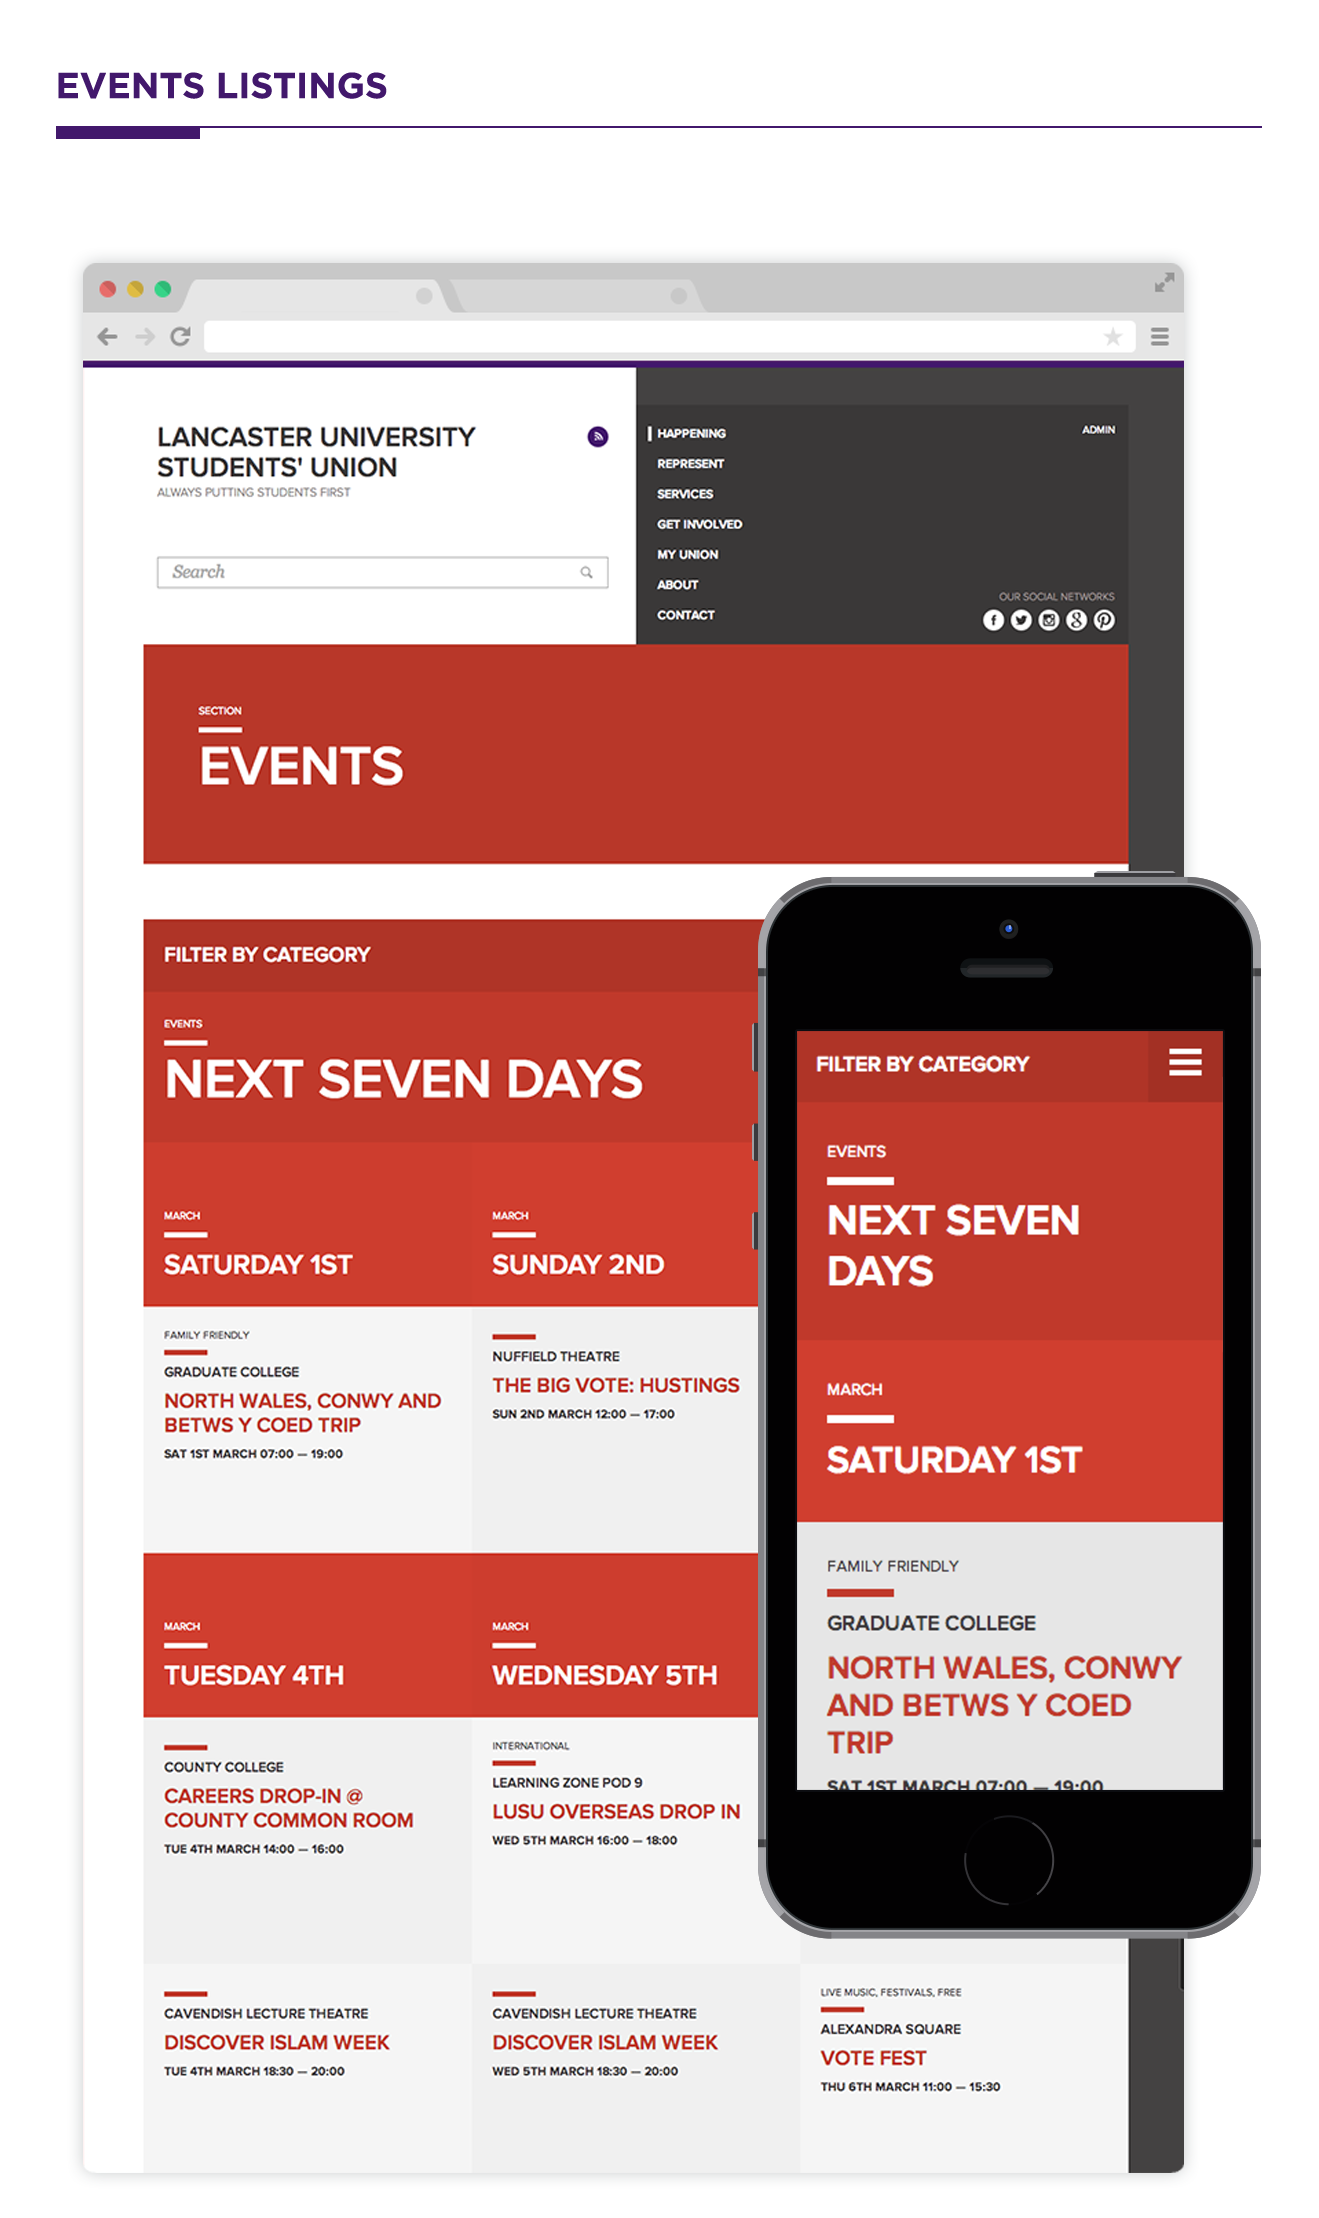 EVENTS LISTINGS
LANCASTER UNIVERSITY
STUDENTS' UNION
ALWAYS PUTTING STUDENTS FIRST
Search
HAPPENING
REPRESENT
SERVICES
GET INVOLVED
MY UNION
ABOUT
CONTACT
ADMIN
OUR SOCIAL NETWORKS
SECTION
EVENTS
FILTER BY CATEGORY
EVENTS
NEXT SEVEN DAYS
MARCH
SATURDAY 1ST
MARCH
SUNDAY 2ND
FAMILY FRIENDLY
GRADUATE COLLEGE
NORTH WALES, CONWY AND
BETWS Y COED TRIP
SAT 1ST MARCH 07:00 — 19:00
NUFFIELD THEATRE
THE BIG VOTE: HUSTINGS
SUN 2ND MARCH 12:00 — 17:00
MARCH
TUESDAY 4TH
MARCH
WEDNESDAY 5TH
COUNTY COLLEGE
CAREERS DROP-IN @
COUNTY COMMON ROOM
TUE 4TH MARCH 14:00 — 16:00
INTERNATIONAL
LEARNING ZONE POD 9
LUSU OVERSEAS DROP IN
WED 5TH MARCH 16:00 — 18:00
CAVENDISH LECTURE THEATRE
DISCOVER ISLAM WEEK
TUE 4TH MARCH 18:30 — 20:00
CAVENDISH LECTURE THEATRE
DISCOVER ISLAM WEEK
WED 5TH MARCH 18:30 — 20:00
LIVE MUSIC, FESTIVALS, FREE
ALEXANDRA SQUARE
VOTE FEST
THU 6TH MARCH 11:00 — 15:30
FILTER BY CATEGORY
EVENTS
NEXT SEVEN
DAYS
MARCH
SATURDAY 1ST
FAMILY FRIENDLY
GRADUATE COLLEGE
NORTH WALES, CONWY
AND BETWS Y COED
TRIP
SAT 1ST MARCH 07:00 — 19:00